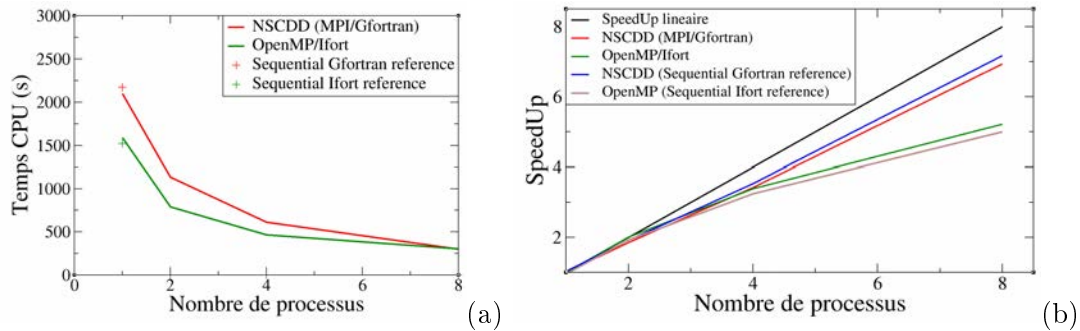 3000
2500
2000
1500
1000
500
0
Temps CPU (s)
NSCDD (MPI/Gfortran)
OpenMP/Ifort
Sequential Gfortran reference
Sequential Ifort reference
0 2 4 6 8
Nombre de processus
(a)
8
6
4
2
SpeedUp
SpeedUp lineaire
NSCDD (MPI/Gfortran)
OpenMP/Ifort
NSCDD (Sequential Gfortran reference)
OpenMP (Sequential Ifort reference)
2 4 6 8
Nombre de processus
(b)